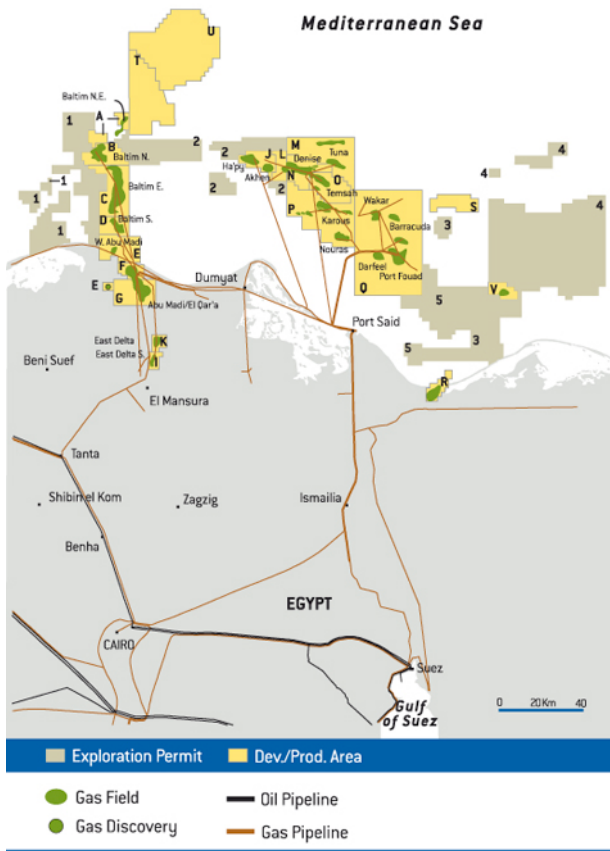 Mediterranean Sea
U
T
Baltim N.E.
A
1
B
Baltim N.
2
2
J
L
M
Denise
Tuna
4
Ha'py
Akhen
N
O
4
1
Baltim E.
2
2
Temsah
4
1
C
P
Wakar
S
D
Baltim S.
Karous
Barracuda
3
1
W. Abu Madi
E
Nouras
F
Darfeel
Port Fouad
E
G
Dumyat
Q
V
Abu Madi/El Qar'a
5
Port Said
East Delta
K
3
East Delta S.
I
5
Beni Suef
R
El Mansura
Tanta
Shibin el Kom
Zagzig
Ismailia
Benha
EGYPT
CAIRO
Suez
Gulf
of Suez
0 20Km 40
Exploration Permit
Dev./Prod. Area
Gas Field
Oil Pipeline
Gas Discovery
Gas Pipeline